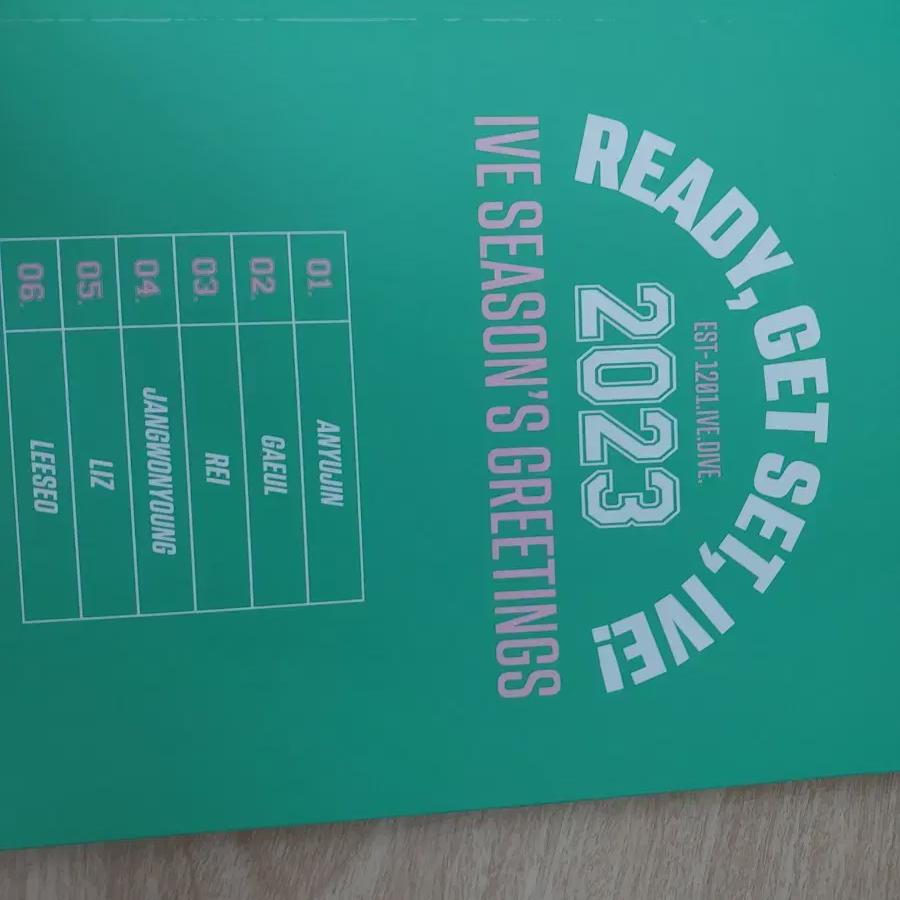 READY, GET SET, IVE!
EST-1201.IVE.DIVE.
2023
IVE SEASON'S GREETINGS
01. ANYUJIN
02. GAEUL
03. REI
04. JANGWONYOUNG
05. LIZ
06. LEESEO